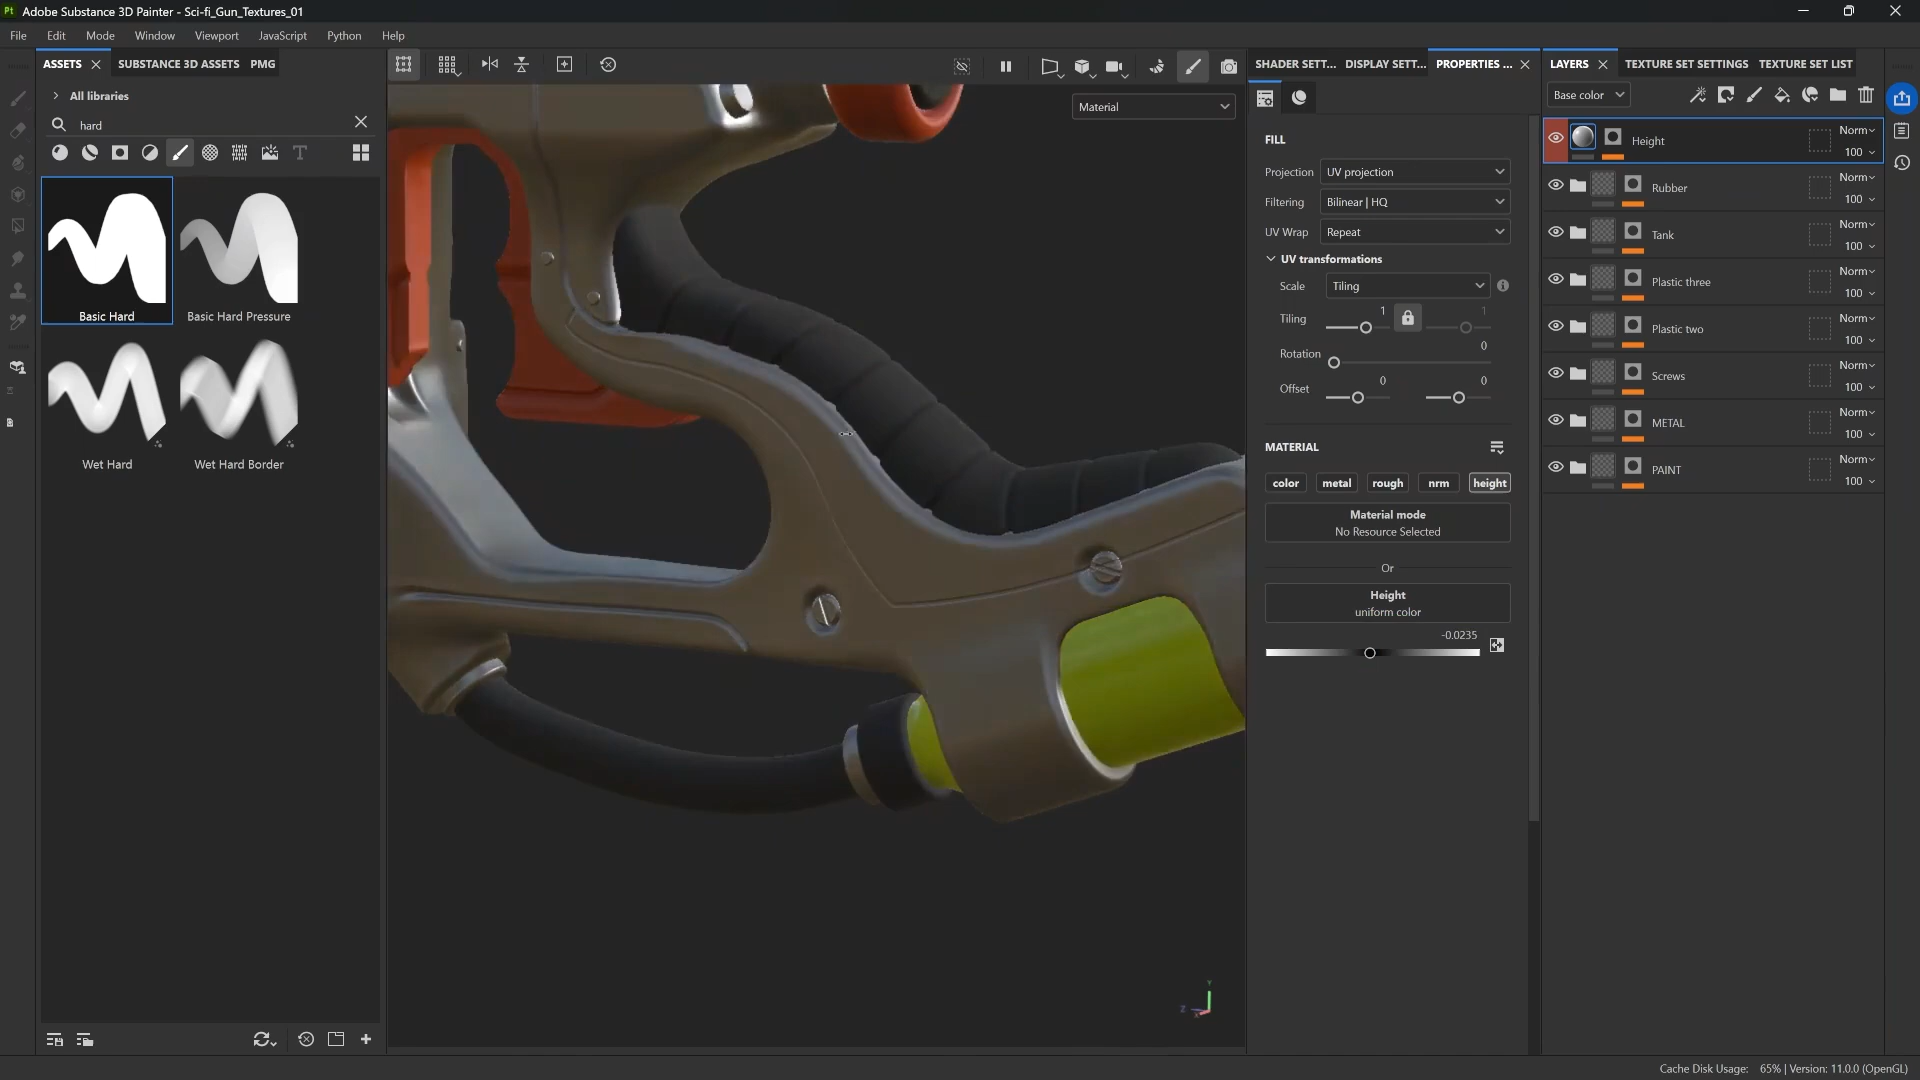 Pt Adobe Substance 3D Painter - Sci-fi_Gun_Textures_01
File Edit Mode Window Viewport JavaScript Python Help
ASSETS SUBSTANCE 3D ASSETS PMG
All libraries
hard
Basic Hard
Basic Hard Pressure
Wet Hard
Wet Hard Border
Material
SHADER SETT... DISPLAY SETT... PROPERTIES ...
FILL
Projection UV projection
Filtering Bilinear | HQ
UV Wrap Repeat
UV transformations
Scale Tiling
Tiling 1 1
Rotation 0
Offset 0 0
MATERIAL
color metal rough nrm height
Material mode
No Resource Selected
Or
Height
uniform color
-0.0235
LAYERS TEXTURE SET SETTINGS TEXTURE SET LIST
Base color
Height Norm 100
Rubber Norm 100
Tank Norm 100
Plastic three Norm 100
Plastic two Norm 100
Screws Norm 100
METAL Norm 100
PAINT Norm 100
Y
Z
Cache Disk Usage: 65% | Version: 11.0.0 (OpenGL)